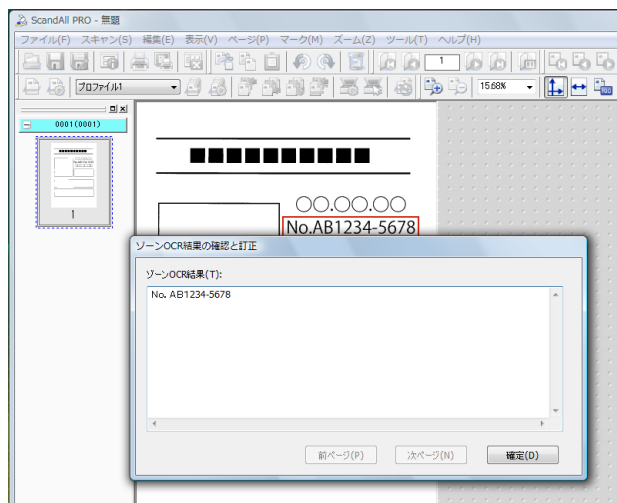 ScandAll PRO - 無題
ファイル(F) スキャン(S) 編集(E) 表示(V) ページ(P) マーク(M) ズーム(Z) ツール(T) ヘルプ(H)
1
プロファイル1 15.68% 100
0001(0001)
1
■■■■■■■■■■
○○.○○.○○
No.AB1234-5678
ゾーンOCR結果の確認と訂正
ゾーンOCR結果(T):
No. AB1234-5678
前ページ(P) 次ページ(N) 確定(D)